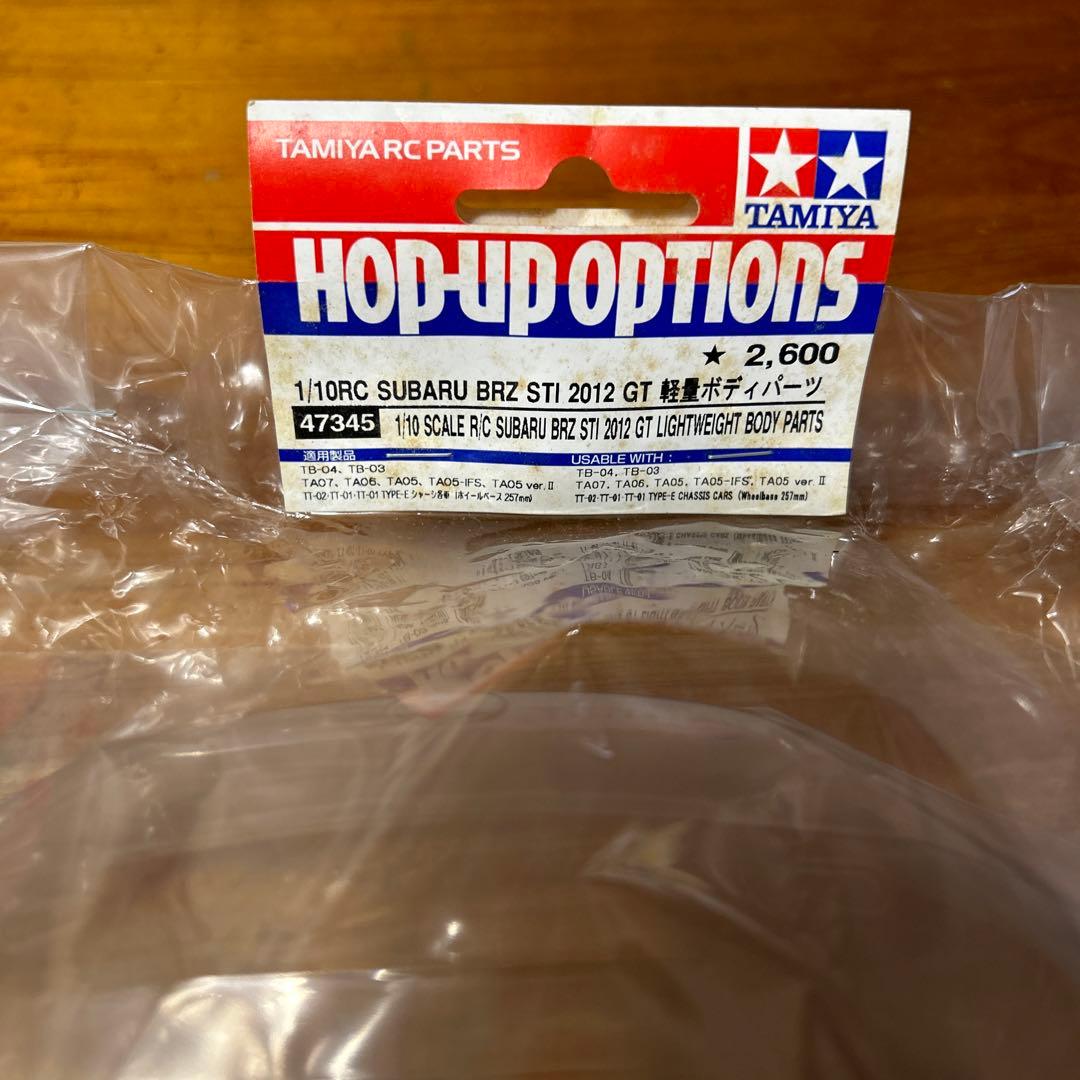 TAMIYA RC PARTS
TAMIYA
HOP-UP OPTIONS
★ 2,600
1/10RC SUBARU BRZ STI 2012 GT 軽量ボディパーツ
47345 1/10 SCALE R/C SUBARU BRZ STI 2012 GT LIGHTWEIGHT BODY PARTS
適用製品
TB-04、TB-03
TA07、TA06、TA05、TA05-IFS、TA05 ver.Ⅱ
TT-02・TT-01・TT-01 TYPE-E シャーシ各車 (ホイールベース 257mm)
USABLE WITH :
TB-04, TB-03
TA07, TA06, TA05, TA05-IFS, TA05 ver.Ⅱ
TT-02・TT-01・TT-01 TYPE-E CHASSIS CARS (Wheelbase 257mm)